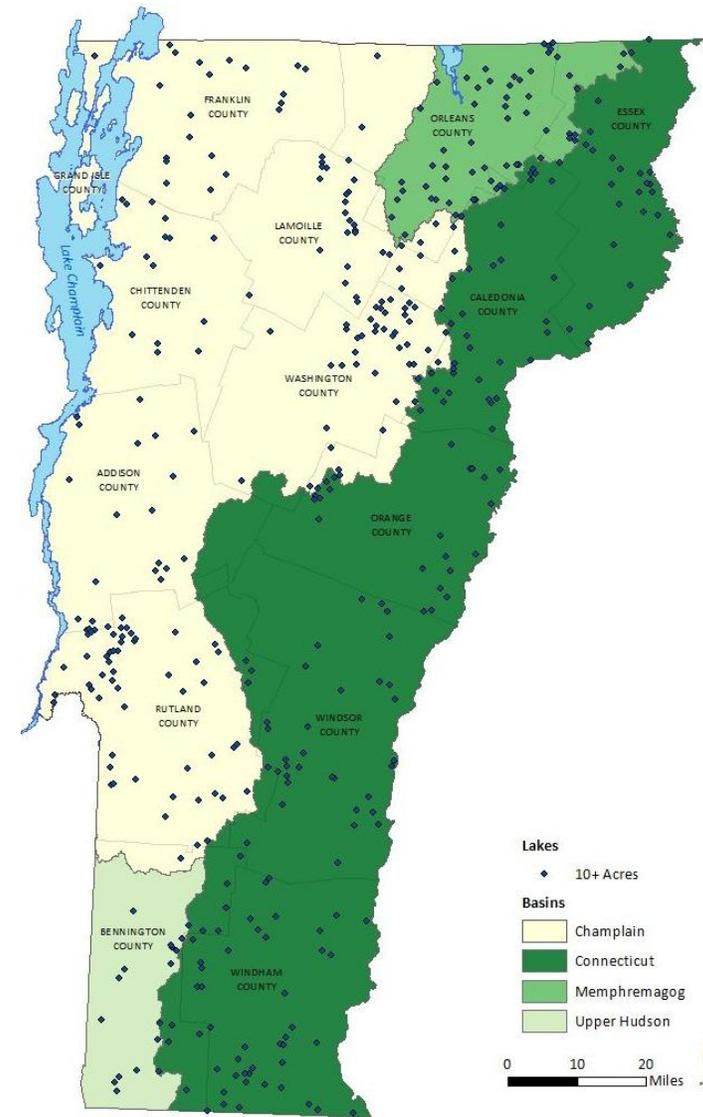 FRANKLIN
COUNTY
ORLEANS
COUNTY
ESSEX
COUNTY
GRAND ISLE
COUNTY
LAMOILLE
COUNTY
Lake Champlain
CHITTENDEN
COUNTY
CALEDONIA
COUNTY
WASHINGTON
COUNTY
ADDISON
COUNTY
ORANGE
COUNTY
RUTLAND
COUNTY
WINDSOR
COUNTY
BENNINGTON
COUNTY
WINDHAM
COUNTY
Lakes
10+ Acres
Basins
Champlain
Connecticut
Memphremagog
Upper Hudson
0 10 20
Miles